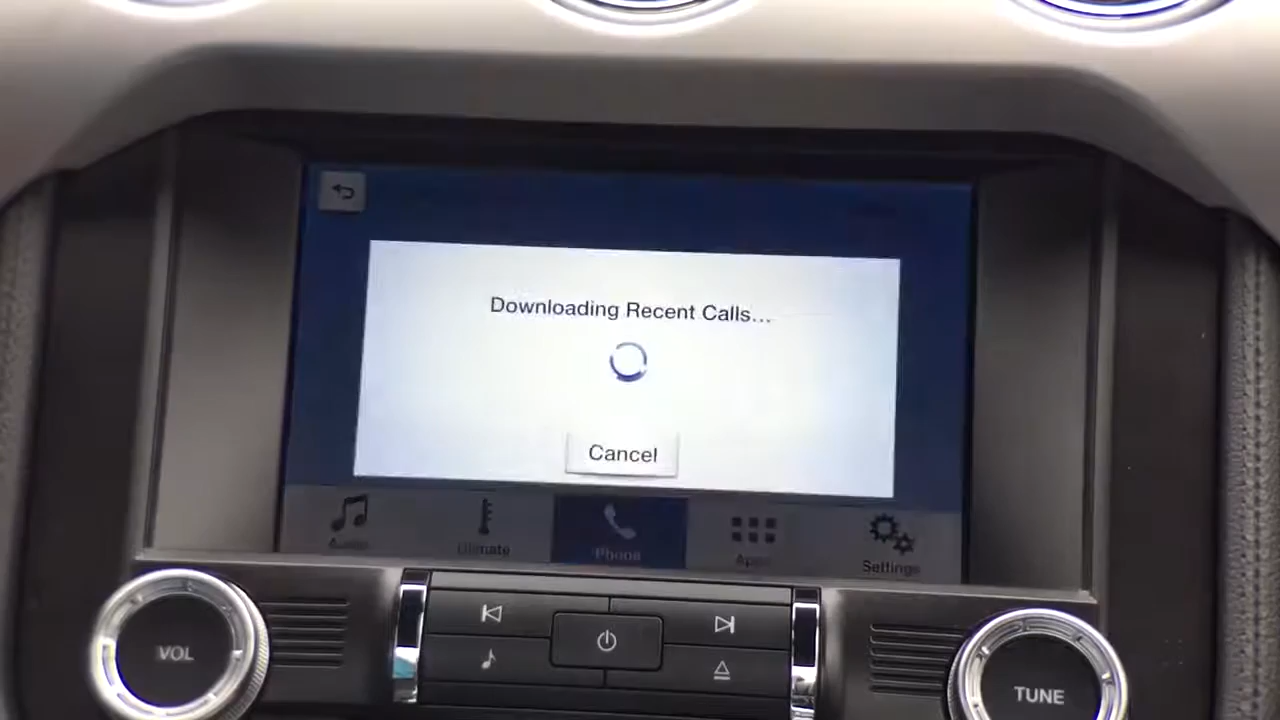 Downloading Recent Calls...
Cancel
Audio
Climate
Phone
Apps
Settings
VOL
TUNE